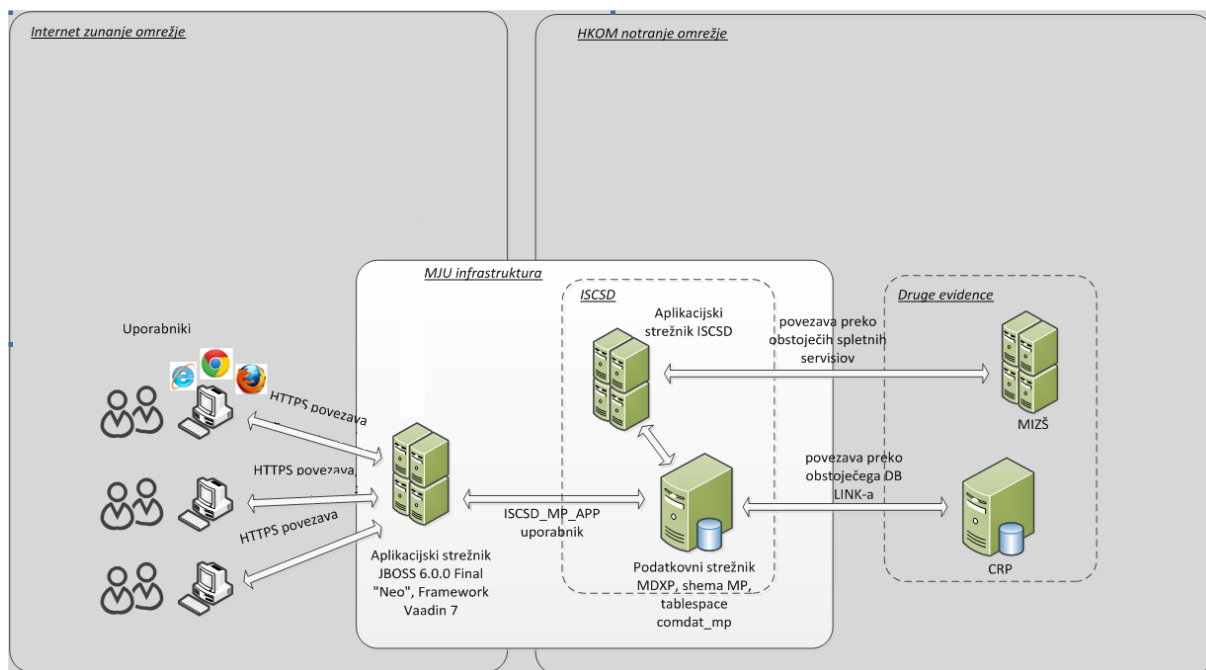 Internet zunanje omrežje
HKOM notranje omrežje
MJU infrastruktura
ISCSD
Druge evidence
Uporabniki
Aplikacijski
strežnik ISCSD
povezava preko
obstoječih spletnih
servisiov
MIZŠ
HTTPS povezava
HTTPS povezava
HTTPS povezava
ISCSD_MP_APP
uporabnik
povezava preko
obstoječega DB
LINK-a
Aplikacijski strežnik
JBOSS 6.0.0 Final
"Neo", Framework
Vaadin 7
Podatkovni strežnik
MDXP, shema MP,
tablespace
comdat_mp
CRP